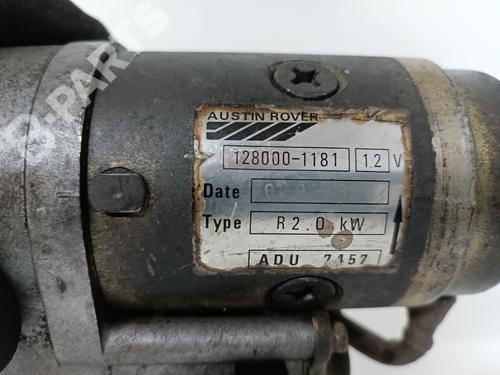 B-PARTS
AUSTIN ROVER
128000-1181 12 V
Date
Type R2.0 kW
ADU 7457